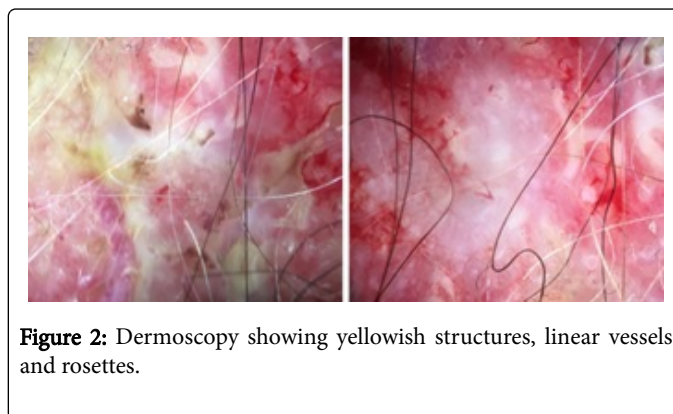 Figure 2: Dermoscopy showing yellowish structures, linear vessels
and rosettes.